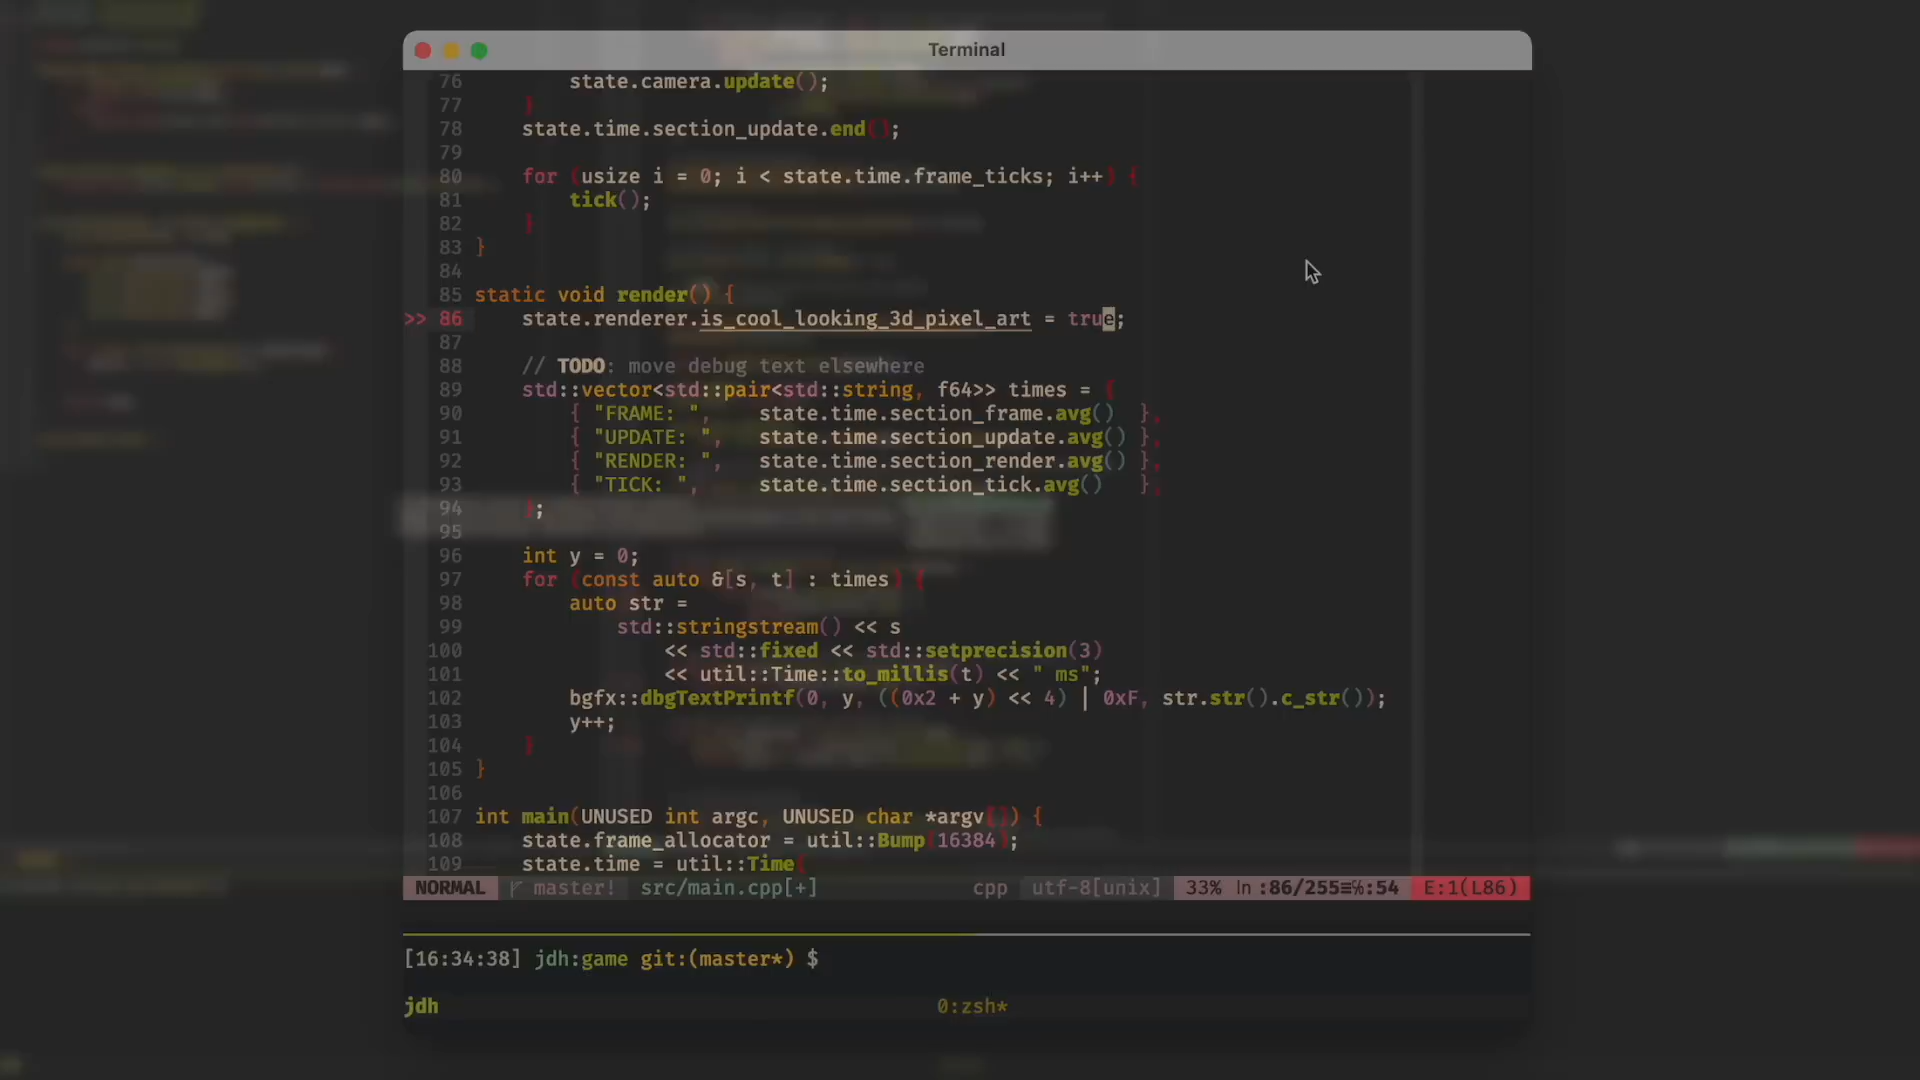 Terminal
76 state.camera.update();
77 }
78 state.time.section_update.end();
79
80 for (usize i = 0; i < state.time.frame_ticks; i++) {
81 tick();
82 }
83 }
84
85 static void render() {
>> 86 state.renderer.is_cool_looking_3d_pixel_art = true;
87
88 // TODO: move debug text elsewhere
89 std::vector<std::pair<std::string, f64>> times = {
90 { "FRAME: ", state.time.section_frame.avg() },
91 { "UPDATE: ", state.time.section_update.avg() },
92 { "RENDER: ", state.time.section_render.avg() },
93 { "TICK: ", state.time.section_tick.avg() },
94 };
95
96 int y = 0;
97 for (const auto &[s, t] : times) {
98 auto str =
99 std::stringstream() << s
100 << std::fixed << std::setprecision(3)
101 << util::Time::to_millis(t) << " ms";
102 bgfx::dbgTextPrintf(0, y, ((0x2 + y) << 4) | 0xF, str.str().c_str());
103 y++;
104 }
105 }
106
107 int main(UNUSED int argc, UNUSED char *argv[]) {
108 state.frame_allocator = util::Bump(16384);
109 state.time = util::Time(
NORMAL master! src/main.cpp[+] cpp utf-8[unix] 33% ln :86/255≡℅:54 E:1(L86)
[16:34:38] jdh:game git:(master*) $
jdh 0:zsh*